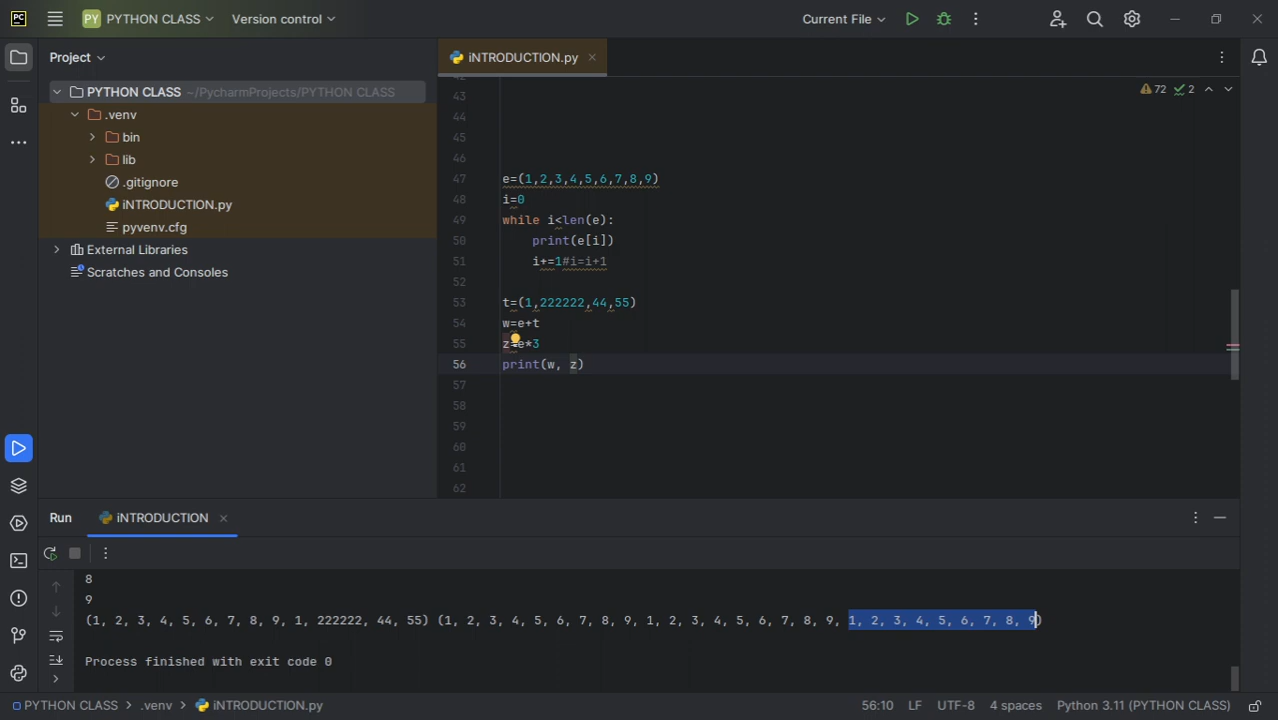 PC PY PYTHON CLASS Version control Current File
Project iNTRODUCTION.py
PYTHON CLASS ~/PycharmProjects/PYTHON CLASS
.venv
bin
lib
.gitignore
iNTRODUCTION.py
pyvenv.cfg
External Libraries
Scratches and Consoles
72 2
42
43
44
45
46
47 e=(1,2,3,4,5,6,7,8,9)
48 i=0
49 while i<len(e):
50 print(e[i])
51 i+=1#i=i+1
52
53 t=(1,222222,44,55)
54 w=e+t
55 z=e*3
56 print(w, z)
57
58
59
60
61
62
Run iNTRODUCTION
8
9
(1, 2, 3, 4, 5, 6, 7, 8, 9, 1, 222222, 44, 55) (1, 2, 3, 4, 5, 6, 7, 8, 9, 1, 2, 3, 4, 5, 6, 7, 8, 9, 1, 2, 3, 4, 5, 6, 7, 8, 9)
Process finished with exit code 0
PYTHON CLASS > .venv > iNTRODUCTION.py 56:10 LF UTF-8 4 spaces Python 3.11 (PYTHON CLASS)